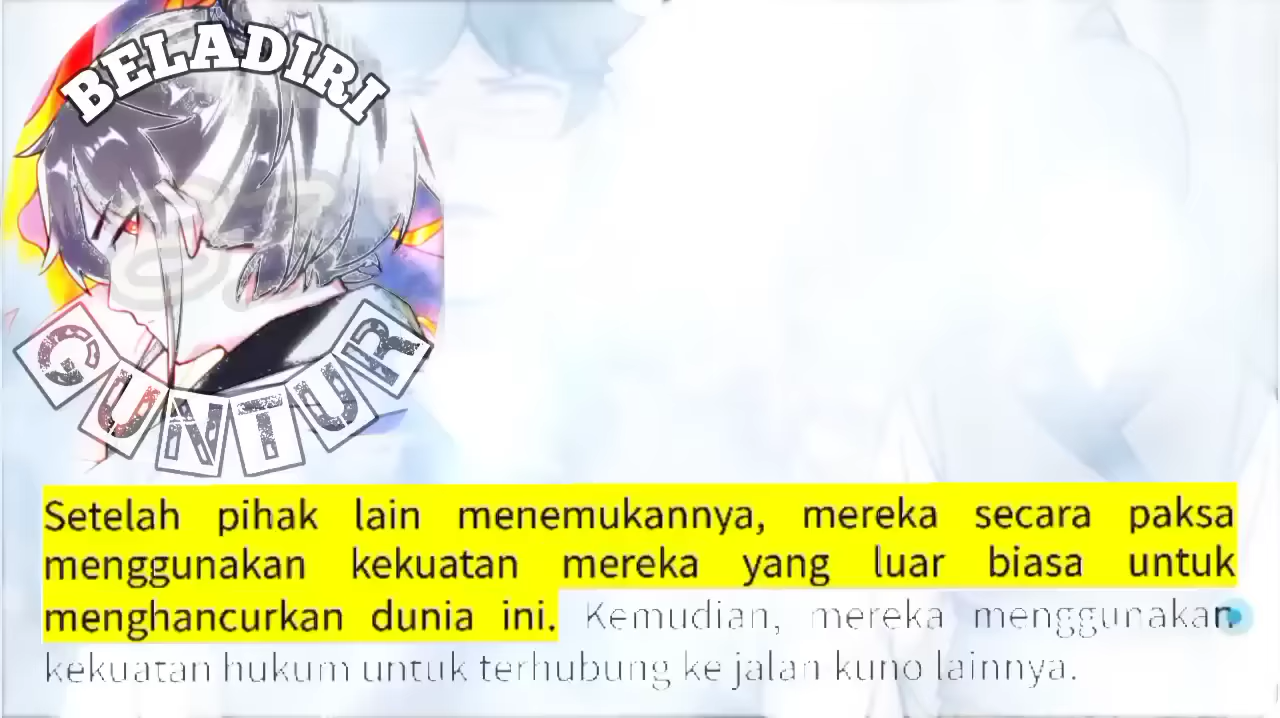 BELADIRI
GUNTUR
Setelah pihak lain menemukannya, mereka secara paksa
menggunakan kekuatan mereka yang luar biasa untuk
menghancurkan dunia ini. Kemudian, mereka menggunakan
kekuatan hukum untuk terhubung ke jalan kuno lainnya.